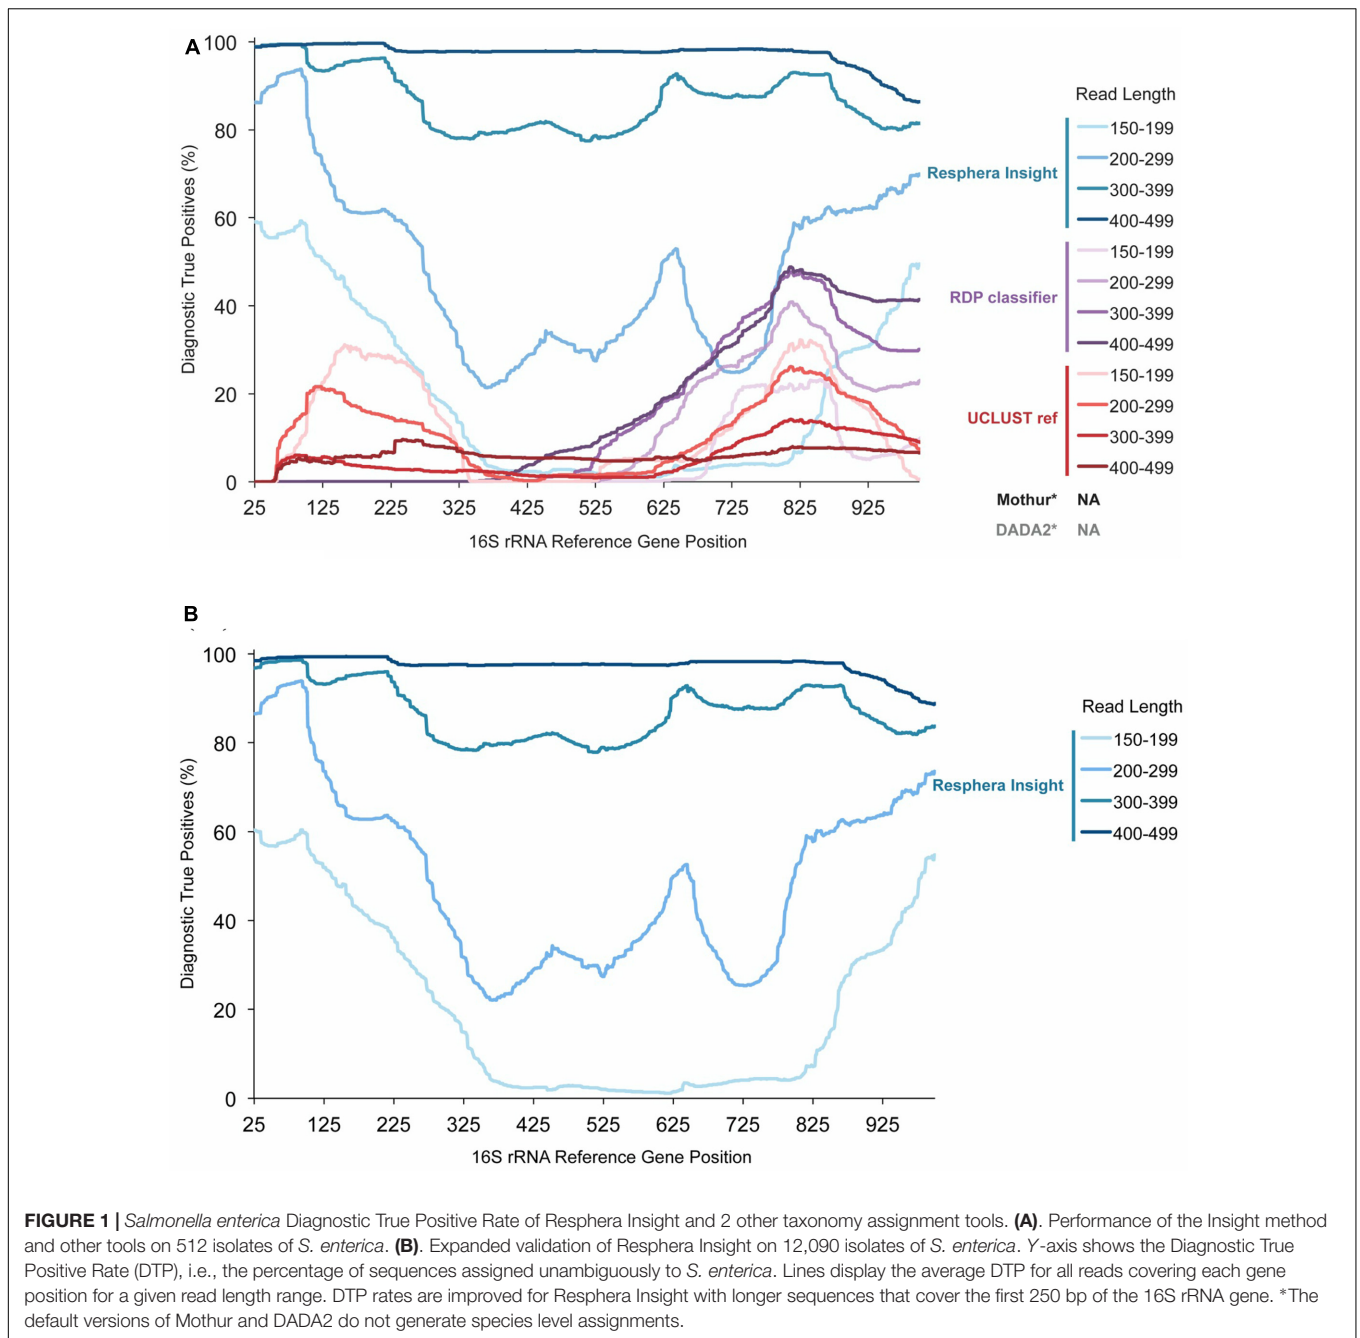 A
100
80
60
40
20
0
Diagnostic True Positives (%)
25 125 225 325 425 525 625 725 825 925
16S rRNA Reference Gene Position
Read Length
Resphera Insight
150-199
200-299
300-399
400-499
RDP classifier
150-199
200-299
300-399
400-499
UCLUST ref
150-199
200-299
300-399
400-499
Mothur* NA
DADA2* NA
B
100
80
60
40
20
0
Diagnostic True Positives (%)
25 125 225 325 425 525 625 725 825 925
16S rRNA Reference Gene Position
Read Length
Resphera Insight
150-199
200-299
300-399
400-499
FIGURE 1 | Salmonella enterica Diagnostic True Positive Rate of Resphera Insight and 2 other taxonomy assignment tools. (A). Performance of the Insight method
and other tools on 512 isolates of S. enterica. (B). Expanded validation of Resphera Insight on 12,090 isolates of S. enterica. Y-axis shows the Diagnostic True
Positive Rate (DTP), i.e., the percentage of sequences assigned unambiguously to S. enterica. Lines display the average DTP for all reads covering each gene
position for a given read length range. DTP rates are improved for Resphera Insight with longer sequences that cover the first 250 bp of the 16S rRNA gene. *The
default versions of Mothur and DADA2 do not generate species level assignments.